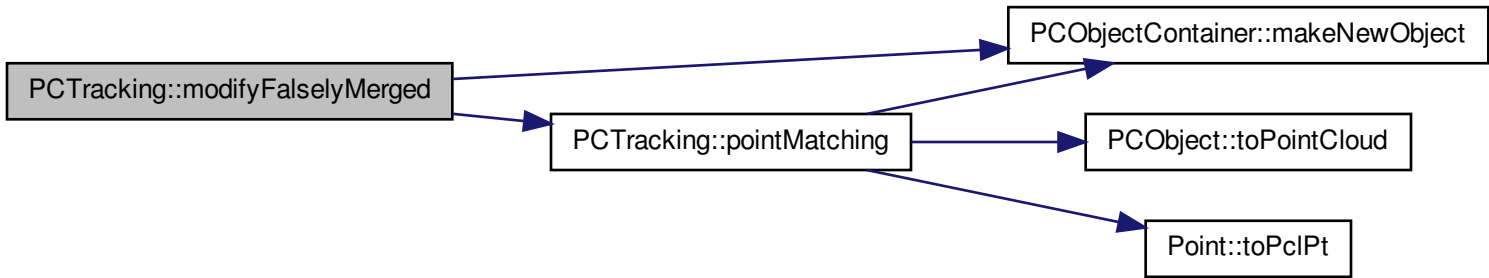 PCObjectContainer::makeNewObject
PCTracking::modifyFalselyMerged
PCTracking::pointMatching
PCObject::toPointCloud
Point::toPclPt